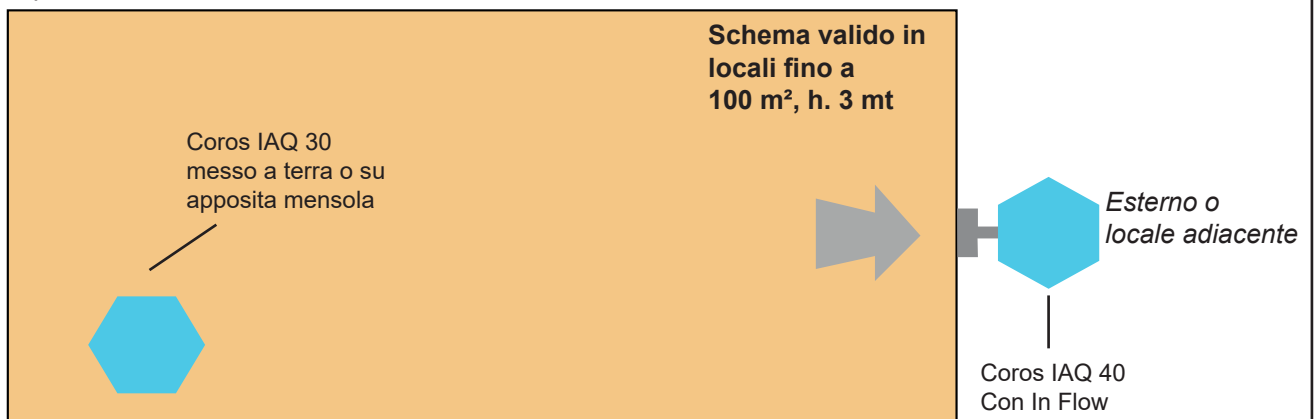 Schema valido in
locali fino a
100 m², h. 3 mt
Coros IAQ 30
messo a terra o su
apposita mensola
Esterno o
locale adiacente
Coros IAQ 40
Con In Flow